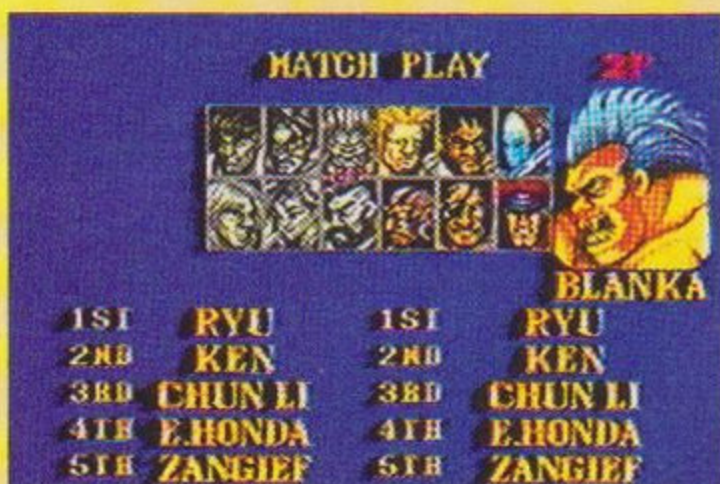 MATCH PLAY 2P
BLANKA
1ST RYU 1ST RYU
2ND KEN 2ND KEN
3RD CHUN LI 3RD CHUN LI
4TH E.HONDA 4TH E.HONDA
5TH ZANGIEF 5TH ZANGIEF